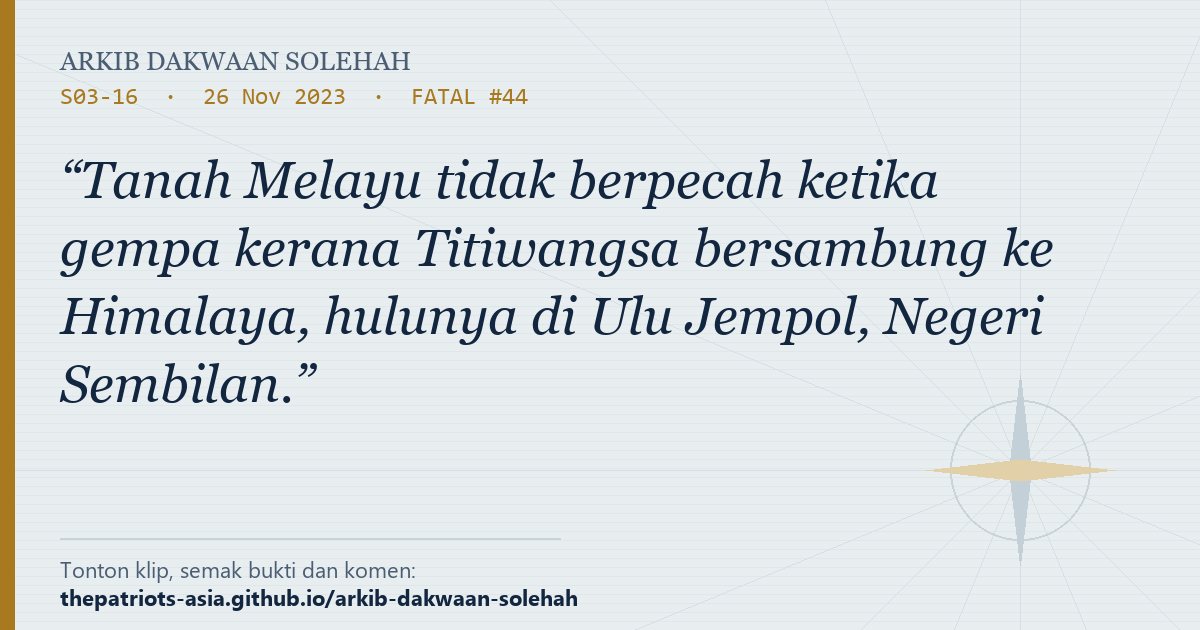 ARKIB DAKWAAN SOLEHAH
S03-16 · 26 Nov 2023 · FATAL #44
“Tanah Melayu tidak berpecah ketika
gempa kerana Titiwangsa bersambung ke
Himalaya, hulunya di Ulu Jempol, Negeri
Sembilan.”
Tonton klip, semak bukti dan komen:
thepatriots-asia.github.io/arkib-dakwaan-solehah